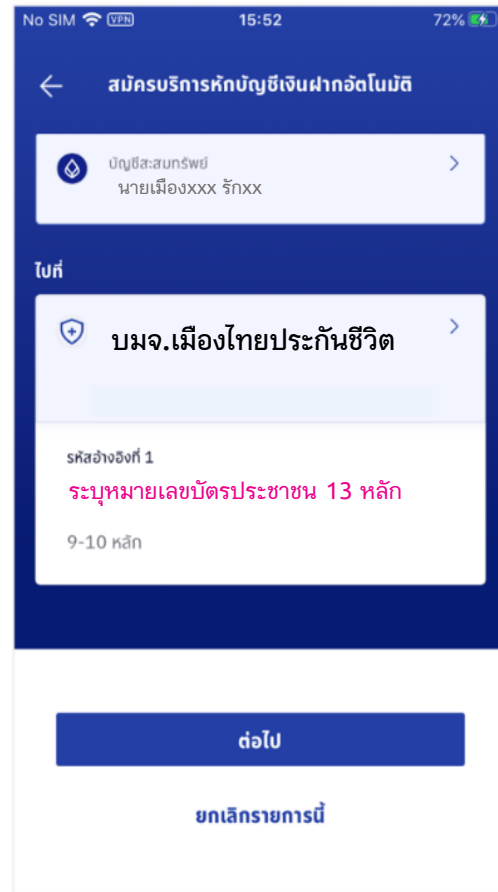 No SIM VPN 15:52 72%
สมัครบริการหักบัญชีเงินฝากอัตโนมัติ
บัญชีสะสมทรัพย์
นายเมืองxxx รักxx
ไปที่
บมจ.เมืองไทยประกันชีวิต
รหัสอ้างอิงที่ 1
ระบุหมายเลขบัตรประชาชน 13 หลัก
9-10 หลัก
ต่อไป
ยกเลิกรายการนี้